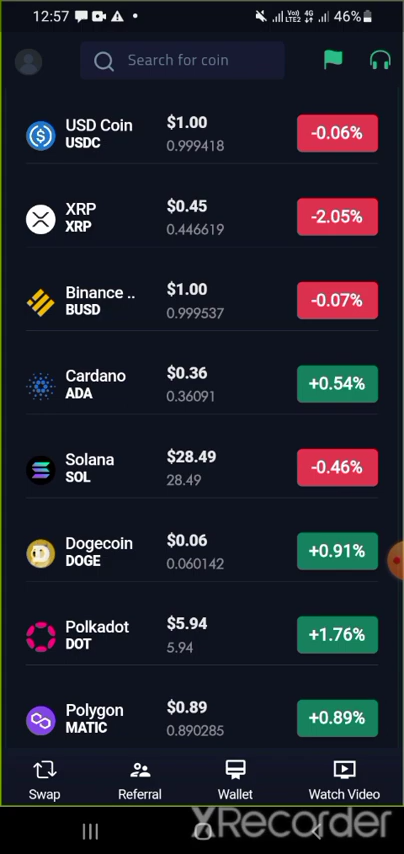 12:57
Vo))
LTE2
4G
46%
Search for coin
USD Coin
$1.00
-0.06%
USDC
0.999418
XRP
$0.45
-2.05%
XRP
0.446619
Binance ..
$1.00
-0.07%
BUSD
0.999537
Cardano
$0.36
+0.54%
ADA
0.36091
Solana
$28.49
-0.46%
SOL
28.49
Dogecoin
$0.06
+0.91%
DOGE
0.060142
Polkadot
$5.94
+1.76%
DOT
5.94
Polygon
$0.89
+0.89%
MATIC
0.890285
Swap
Referral
Wallet
Watch Video
XRecorder